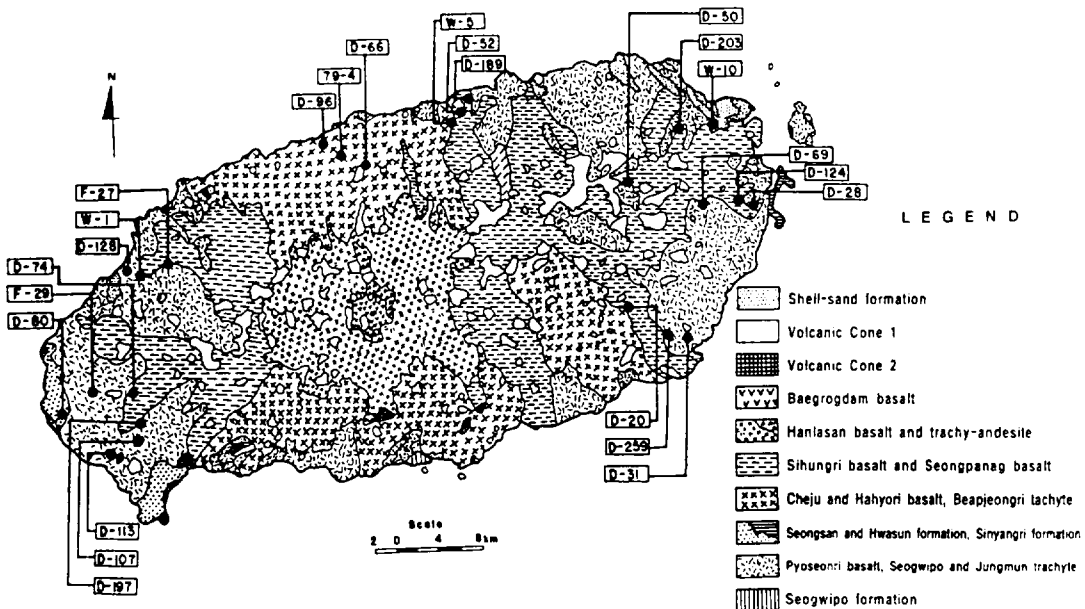 D-50
W-5
D-66
D-52
D-203
D-189
W-10
79-4
N
D-96
D-69
D-124
F-27
D-28
W-1
LEGEND
D-128
D-74
F-29
Shell-sand formation
D-80
Volcanic Cone 1
Volcanic Cone 2
Baegrogdam basalt
D-20
Hanlasan basalt and trachy-andesite
D-259
Sihungri basalt and Seongpanag basalt
D-31
Cheju and Hahyori basalt, Beapjeongri tachyte
Scale
D-113
2 0 4 8km
Seongsan and Hwasun formation, Sinyangri formation
D-107
Pyoseonri basalt, Seogwipo and Jungmun trachyte
D-197
Seogwipo formation